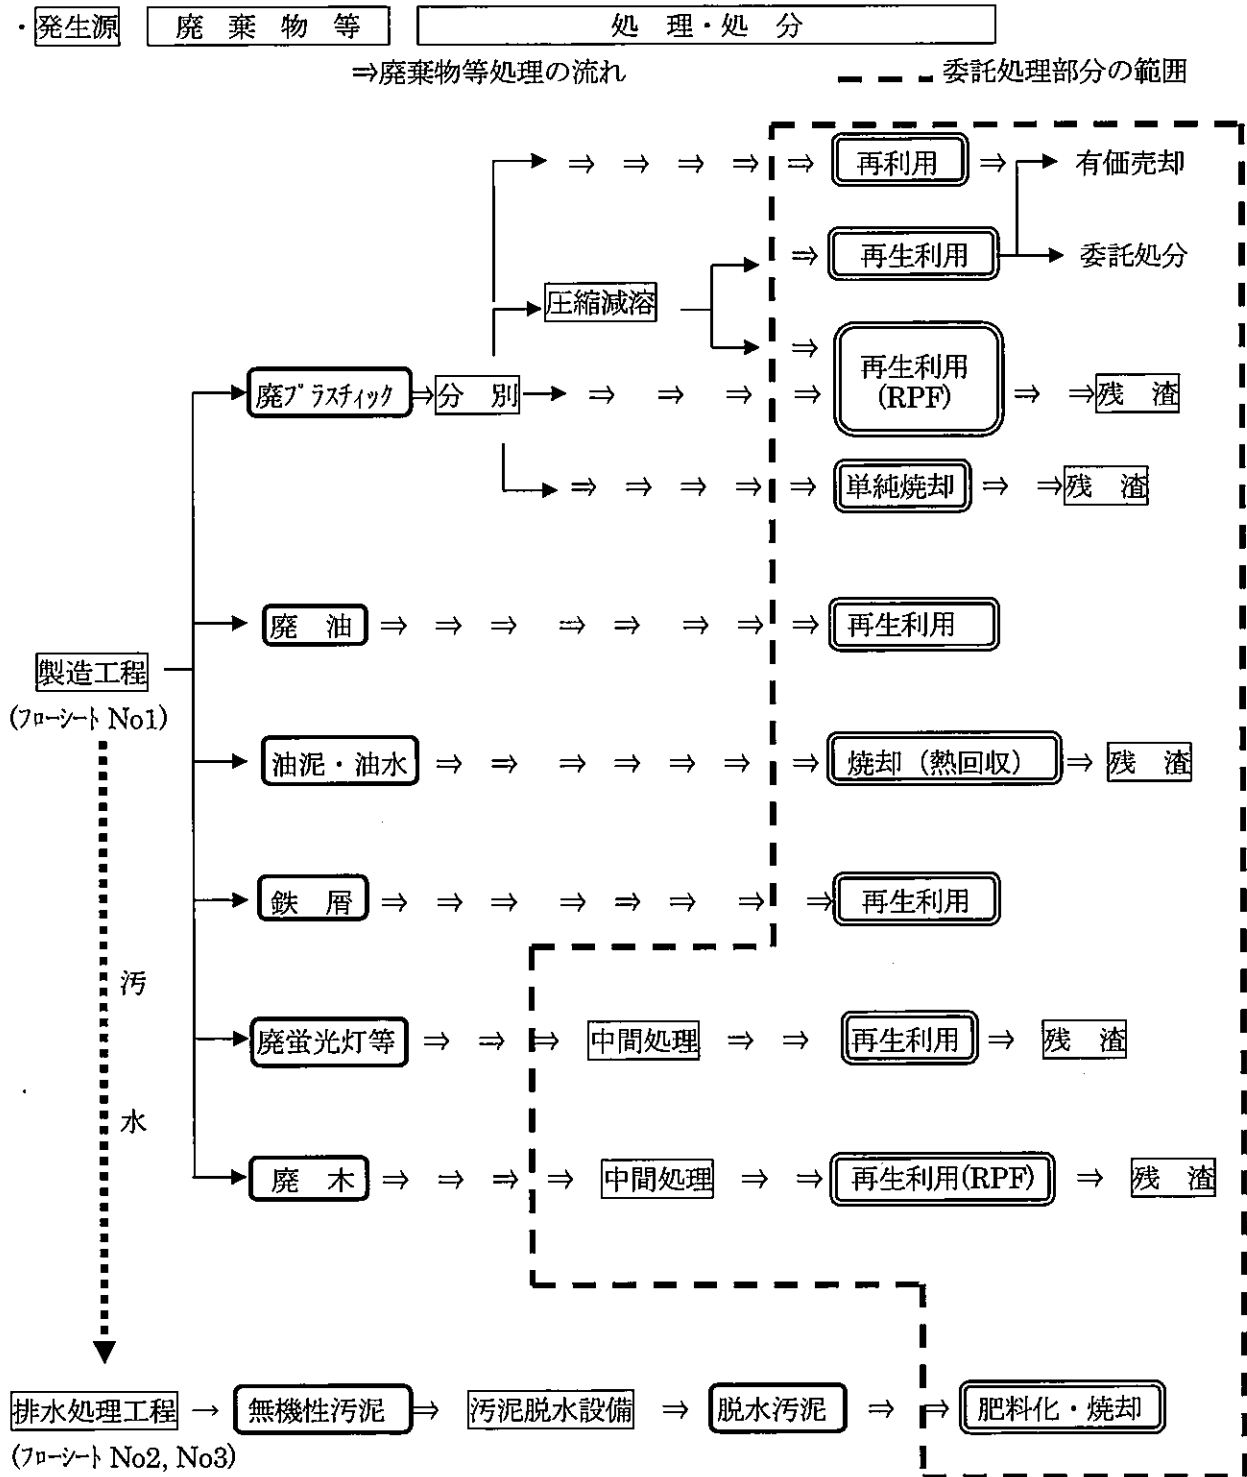 ・発生源 廃 棄 物 等 処 理・処 分
⇒廃棄物等処理の流れ 委託処理部分の範囲
⇒ ⇒ ⇒ ⇒ ⇒ 再利用 ⇒ 有価売却
⇒ 再生利用 委託処分
圧縮減溶
⇒ 再生利用
(RPF)
廃プラスチィック ⇒ 分 別 ⇒ ⇒ ⇒ ⇒ ⇒ ⇒ 残 渣
⇒ ⇒ ⇒ ⇒ ⇒ 単純焼却 ⇒ ⇒ 残 渣
廃 油 ⇒ ⇒ ⇒ ⇒ ⇒ ⇒ ⇒ ⇒ 再生利用
製造工程
(フローシート No1)
油泥・油水 ⇒ ⇒ ⇒ ⇒ ⇒ ⇒ ⇒ 焼却(熱回収) ⇒ 残 渣
鉄 屑 ⇒ ⇒ ⇒ ⇒ ⇒ ⇒ ⇒ ⇒ 再生利用
汚
水
廃蛍光灯等 ⇒ ⇒ ⇒ 中間処理 ⇒ ⇒ 再生利用 ⇒ 残 渣
廃 木 ⇒ ⇒ ⇒ ⇒ 中間処理 ⇒ ⇒ 再生利用(RPF) ⇒ 残 渣
排水処理工程 → 無機性汚泥 ⇒ 汚泥脱水設備 ⇒ 脱水汚泥 ⇒ ⇒ 肥料化・焼却
(フローシート No2, No3)